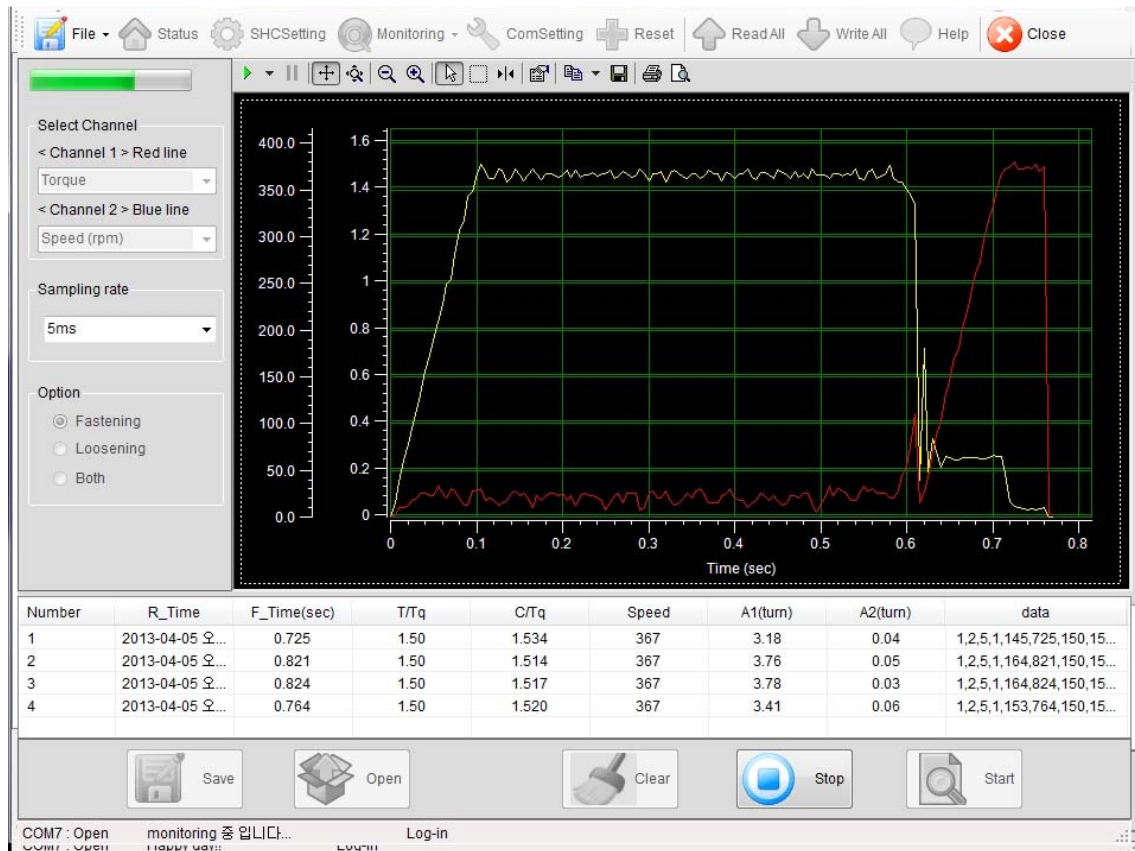 File Status SHCSetting Monitoring ComSetting Reset Read All Write All Help Close
Select Channel
< Channel 1 > Red line
Torque
< Channel 2 > Blue line
Speed (rpm)
Sampling rate
5ms
Option
Fastening
Loosening
Both
400.0
350.0
300.0
250.0
200.0
150.0
100.0
50.0
0.0
1.6
1.4
1.2
1
0.8
0.6
0.4
0.2
0
0 0.1 0.2 0.3 0.4 0.5 0.6 0.7 0.8
Time (sec)
Number R_Time F_Time(sec) T/Tq C/Tq Speed A1(turn) A2(turn) data
1 2013-04-05 오... 0.725 1.50 1.534 367 3.18 0.04 1,2,5,1,145,725,150,15...
2 2013-04-05 오... 0.821 1.50 1.514 367 3.76 0.05 1,2,5,1,164,821,150,15...
3 2013-04-05 오... 0.824 1.50 1.517 367 3.78 0.03 1,2,5,1,164,824,150,15...
4 2013-04-05 오... 0.764 1.50 1.520 367 3.41 0.06 1,2,5,1,153,764,150,15...
Save Open Clear Stop Start
COM7 : Open monitoring 중 입니다... Log-in
COM7 : Open Happy day!! Log-in